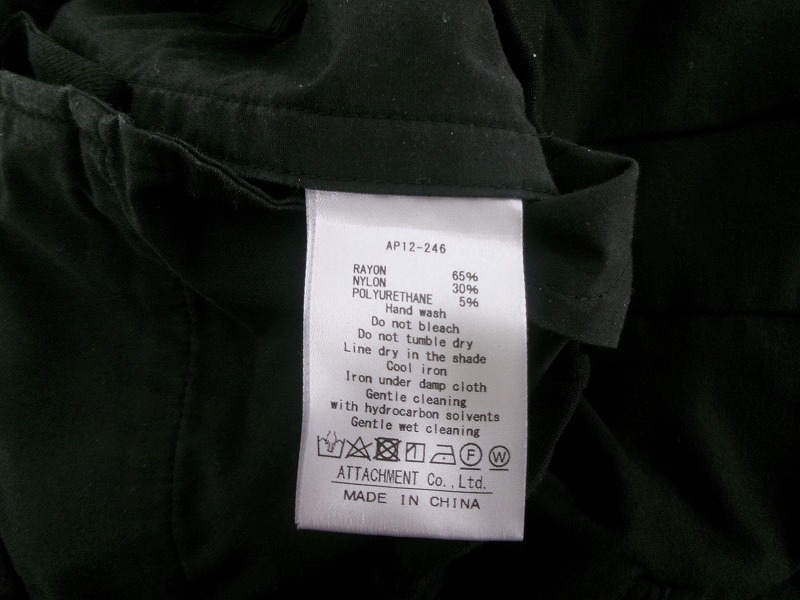 AP12-246
RAYON 65%
NYLON 30%
POLYURETHANE 5%
Hand wash
Do not bleach
Do not tumble dry
Line dry in the shade
Cool iron
Iron under damp cloth
Gentle cleaning
with hydrocarbon solvents
Gentle wet cleaning
F W
ATTACHMENT Co.,Ltd.
MADE IN CHINA